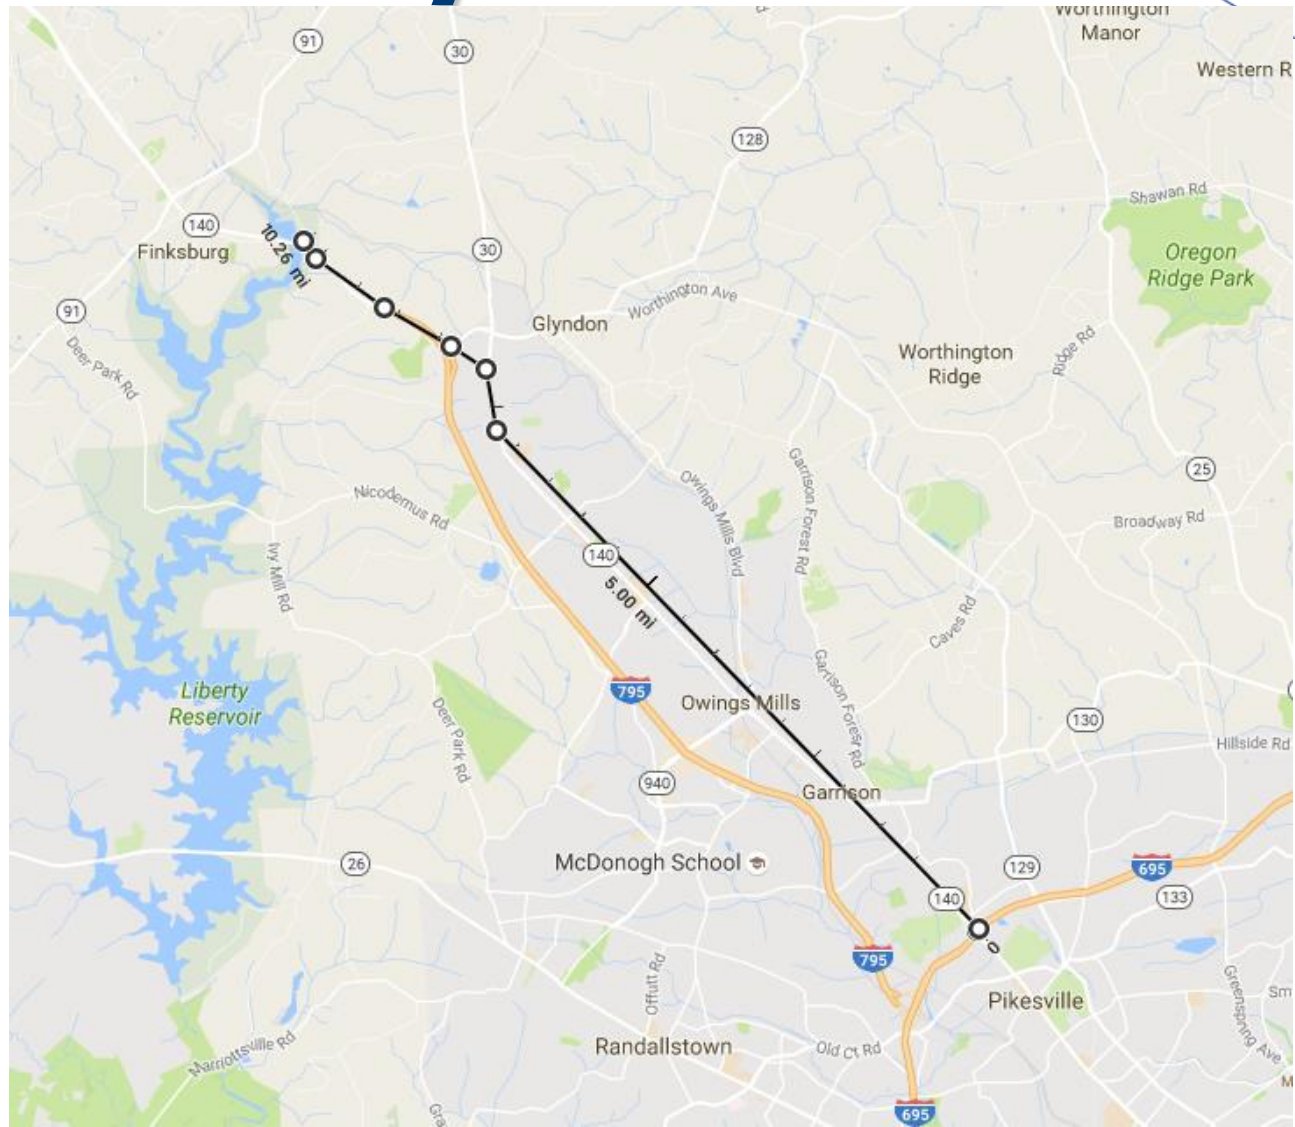 Worthington
Manor
91
30
Western R
128
Shawan Rd
140
Finksburg
10.26 mi
30
Oregon
Ridge Park
Worthington Ave
91
Glyndon
Deer Park Rd
Worthington
Ridge
Ridge Rd
25
Nicodemus Rd
Owings Mills Blvd
Garrison Forest Rd
Broadway Rd
140
5.00 mi
Ivy Mill Rd
Caves Rd
Liberty
Reservoir
795
Owings Mills
Garrison Forest Rd
130
Deer Park Rd
Hillside Rd
940
Garrison
26
McDonogh School
129
695
140
133
0
795
Pikesville
Offutt Rd
Greenspring Ave
Sm
Randallstown
Old Ct Rd
Marriottsville Rd
M
Gra
695